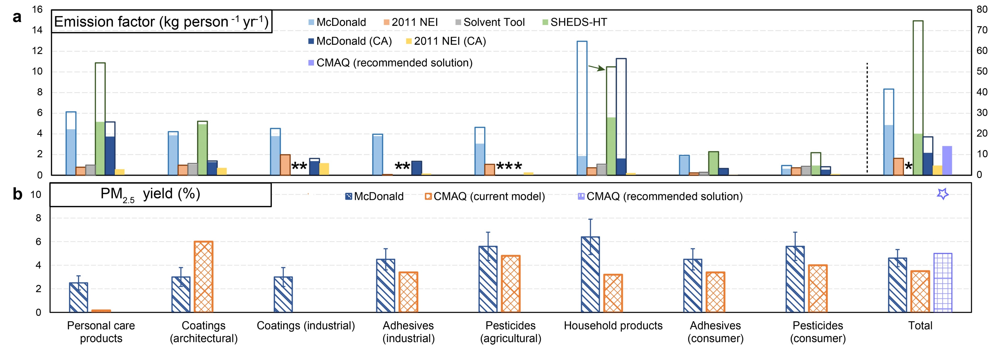 a
Emission factor (kg person -1 yr-1)
McDonald 2011 NEI Solvent Tool SHEDS-HT
McDonald (CA) 2011 NEI (CA)
CMAQ (recommended solution)
16
14
12
10
8
6
4
2
0
** ** *** *
80
70
60
50
40
30
20
10
0
b
PM2.5 yield (%)
McDonald CMAQ (current model) CMAQ (recommended solution)
10
8
6
4
2
0
Personal care
products
Coatings
(architectural)
Coatings (industrial)
Adhesives
(industrial)
Pesticides
(agricultural)
Household products
Adhesives
(consumer)
Pesticides
(consumer)
Total